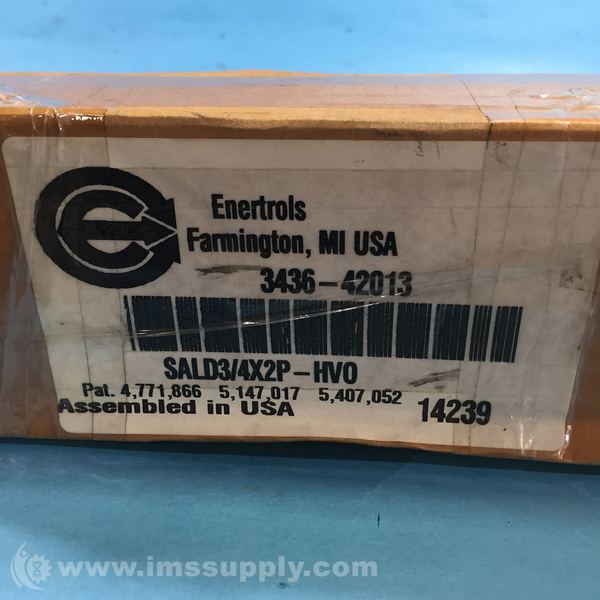 Enertrols
Farmington, MI USA
3436-42013
SALD3/4X2P-HVO
Pat. 4,771,866 5,147,017 5,407,052
Assembled in USA 14239
www.imssupply.com